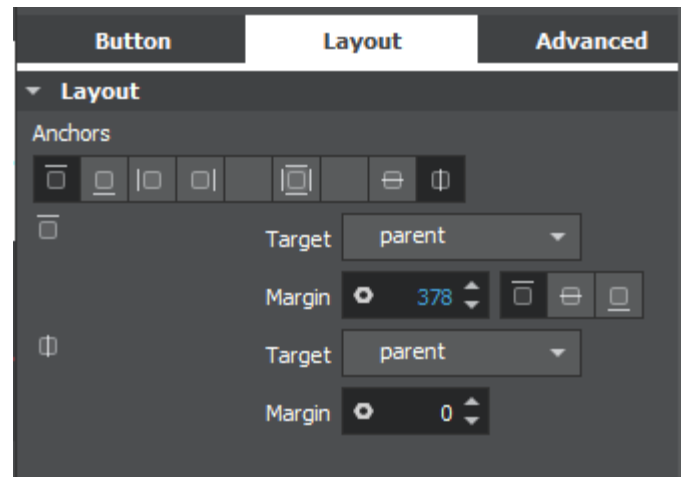 Button Layout Advanced
Layout
Anchors
Target parent
Margin 378
Target parent
Margin 0